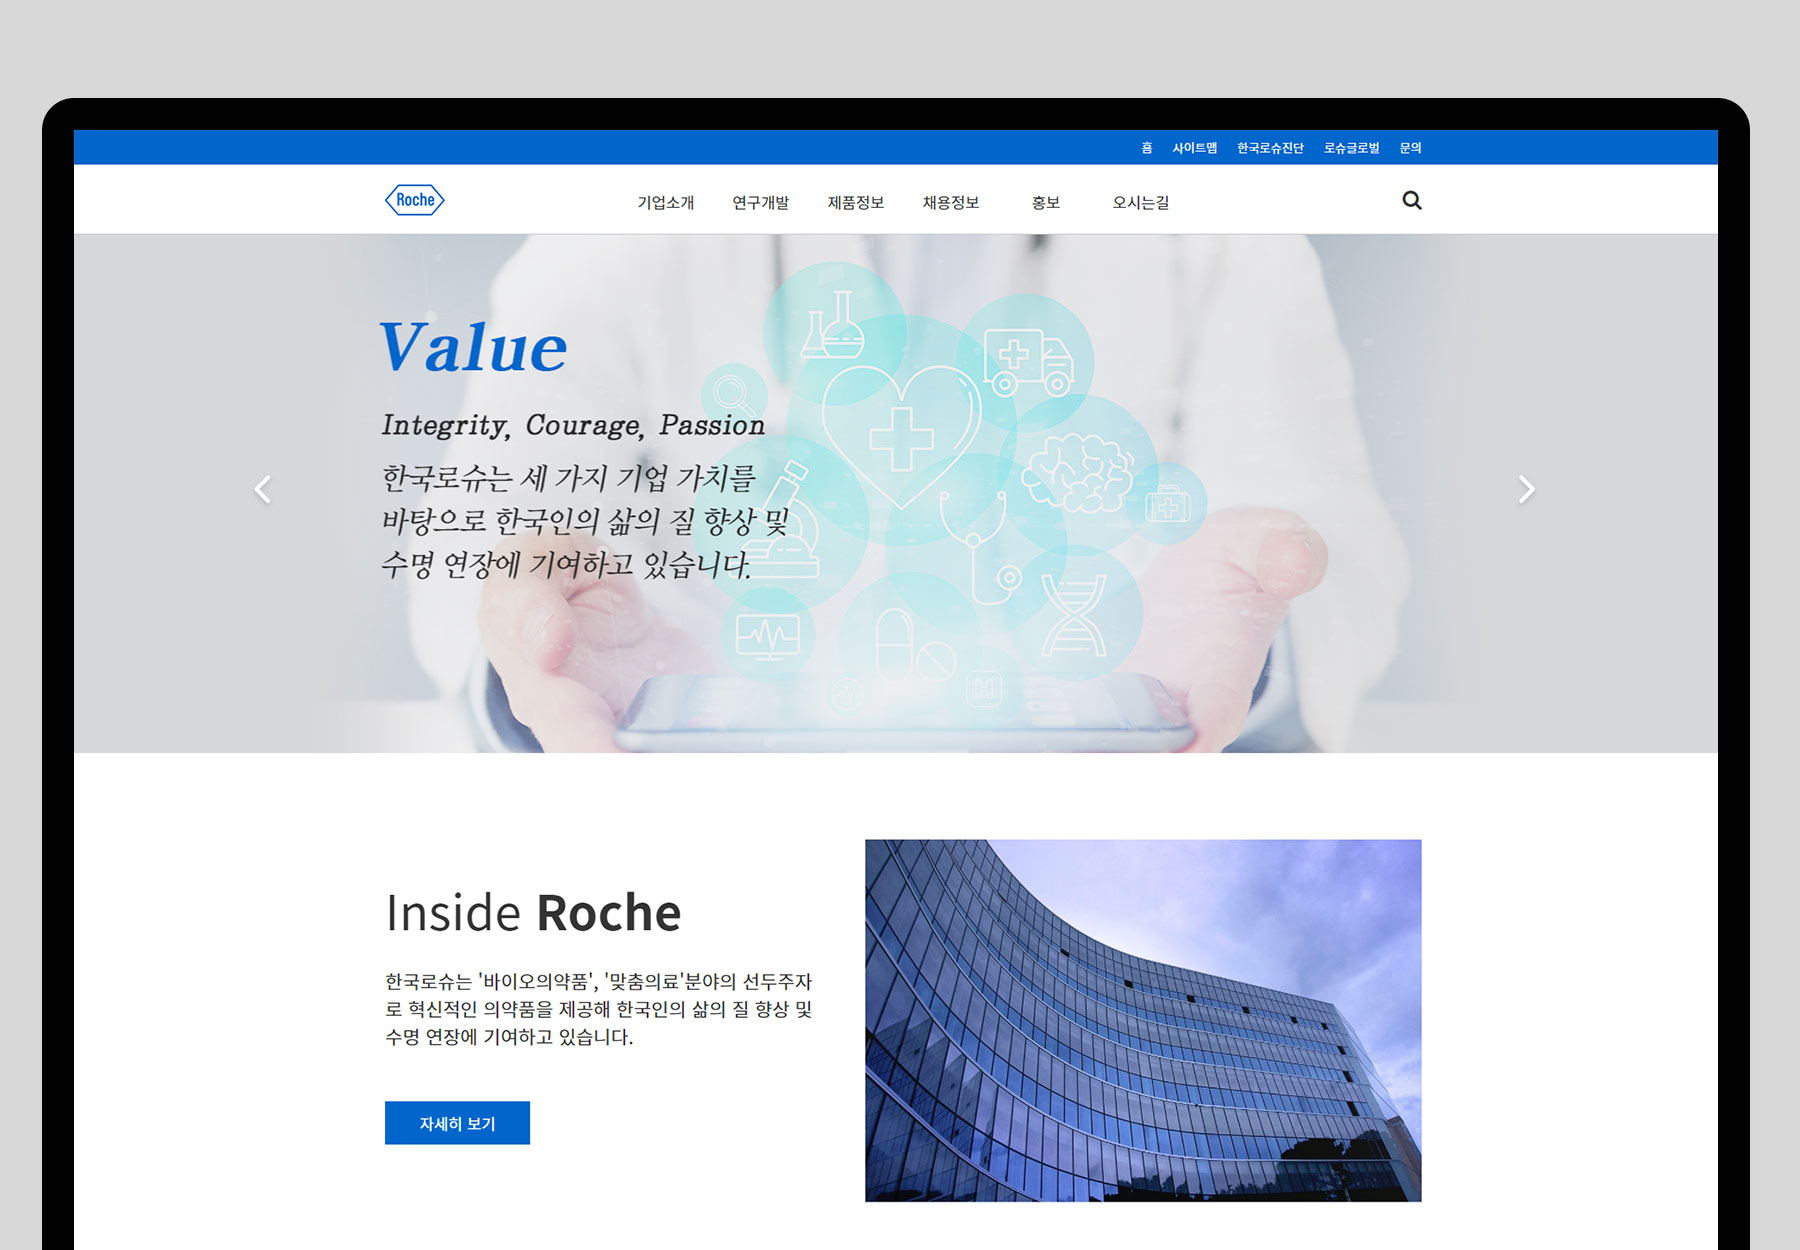 홈 사이트맵 한국로슈진단 로슈글로벌 문의
Roche 기업소개 연구개발 제품정보 채용정보 홍보 오시는길
Value
Integrity, Courage, Passion
한국로슈는 세 가지 기업 가치를
바탕으로 한국인의 삶의 질 향상 및
수명 연장에 기여하고 있습니다.
H
Inside Roche
한국로슈는 '바이오의약품', '맞춤의료'분야의 선두주자
로 혁신적인 의약품을 제공해 한국인의 삶의 질 향상 및
수명 연장에 기여하고 있습니다.
자세히 보기